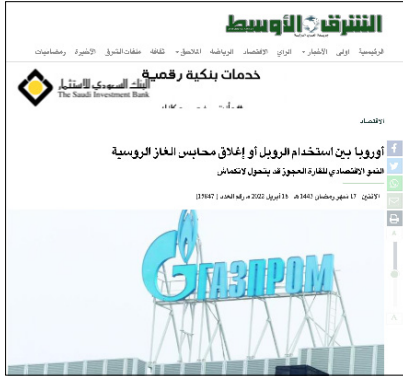 الشرق الأوسط
الرئيسية أولى الأخبار الرأي الاقتصاد الرياضة الملاحق ثقافة ملفات الشرق الأخيرة رمضاميات
خدمات بنكية رقمية
البنك السعودي للاستثمار
The Saudi Investment Bank
الاقتصاد
أوروبا بين استخدام الروبل أو إغلاق محابس الغاز الروسية
النمو الاقتصادي للقارة العجوز قد يتحول لانكماش
الاثنين - 17 شهر رمضان 1443 هـ - 18 أبريل 2022 مـ رقم العدد [15847]
ГАЗПРОМ